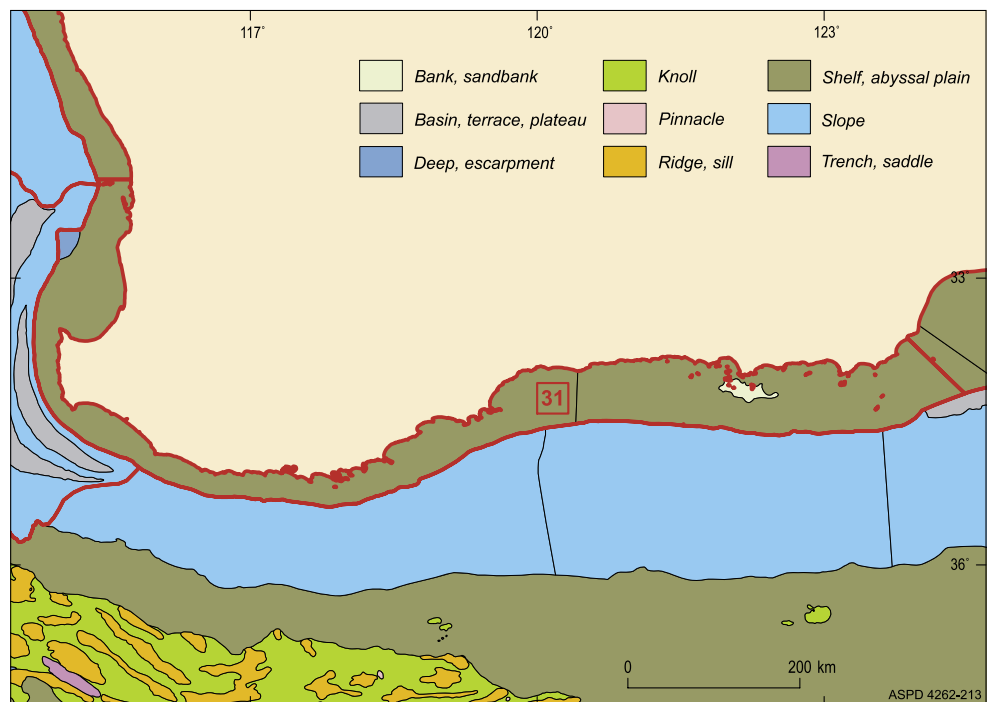 117° 120° 123°
Bank, sandbank Knoll Shelf, abyssal plain
Basin, terrace, plateau Pinnacle Slope
Deep, escarpment Ridge, sill Trench, saddle
33°
31
36°
0 200 km
ASPD 4262-213